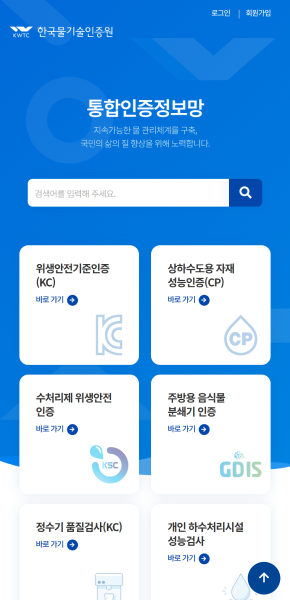 로그인 | 회원가입
KWTC 한국물기술인증원
통합인증정보망
지속가능한 물 관리체계를 구축,
국민의 삶의 질 향상을 위해 노력합니다.
검색어를 입력해 주세요.
위생안전기준인증
(KC)
바로 가기
KC
상하수도용 자재
성능인증(CP)
바로 가기
CP
수처리제 위생안전
인증
바로 가기
KSC
주방용 음식물
분쇄기 인증
바로 가기
GDIS
정수기 품질검사(KC)
바로 가기
개인 하수처리시설
성능검사
바로 가기